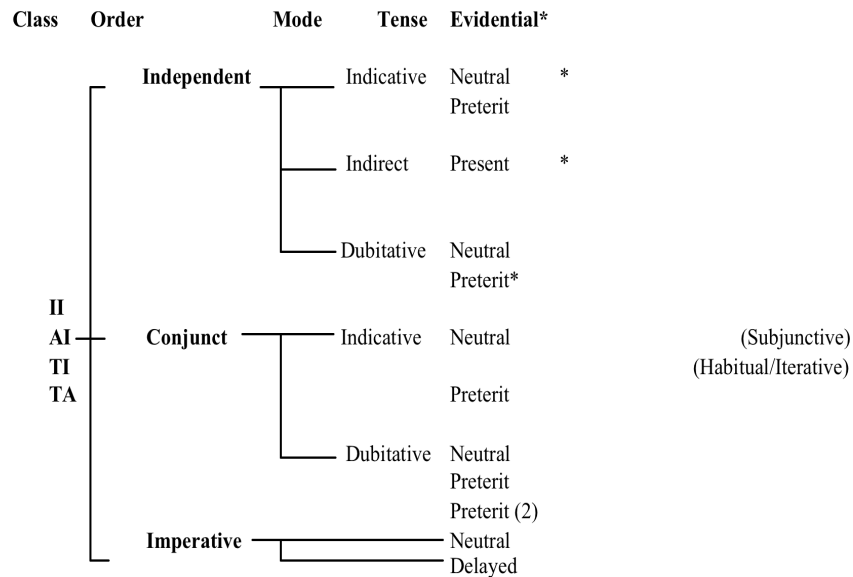 Class Order Mode Tense Evidential*
Independent Indicative Neutral *
Preterit
Indirect Present *
Dubitative Neutral
Preterit*
II
AI Conjunct Indicative Neutral (Subjunctive)
TI (Habitual/Iterative)
TA Preterit
Dubitative Neutral
Preterit
Preterit (2)
Imperative Neutral
Delayed